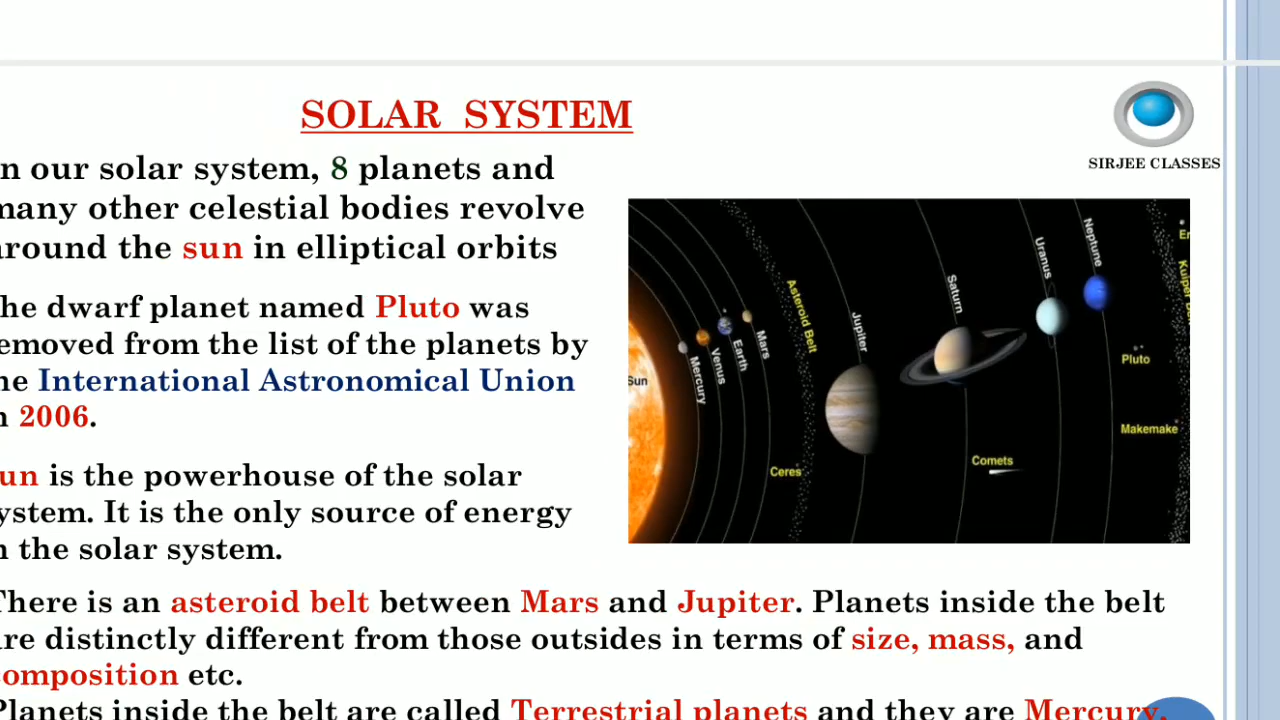 SOLAR SYSTEM
SIRJEE CLASSES
n our solar system, 8 planets and
many other celestial bodies revolve
around the sun in elliptical orbits
he dwarf planet named Pluto was
emoved from the list of the planets by
he International Astronomical Union
n 2006.
un is the powerhouse of the solar
ystem. It is the only source of energy
n the solar system.
Sun
Mercury
Venus
Earth
Mars
Asteroid Belt
Ceres
Jupiter
Saturn
Comets
Uranus
Neptune
Pluto
Makemake
Er
Kuiper
There is an asteroid belt between Mars and Jupiter. Planets inside the belt
re distinctly different from those outsides in terms of size, mass, and
omposition etc.
Planets inside the belt are called Terrestrial planets and they are Mercury,